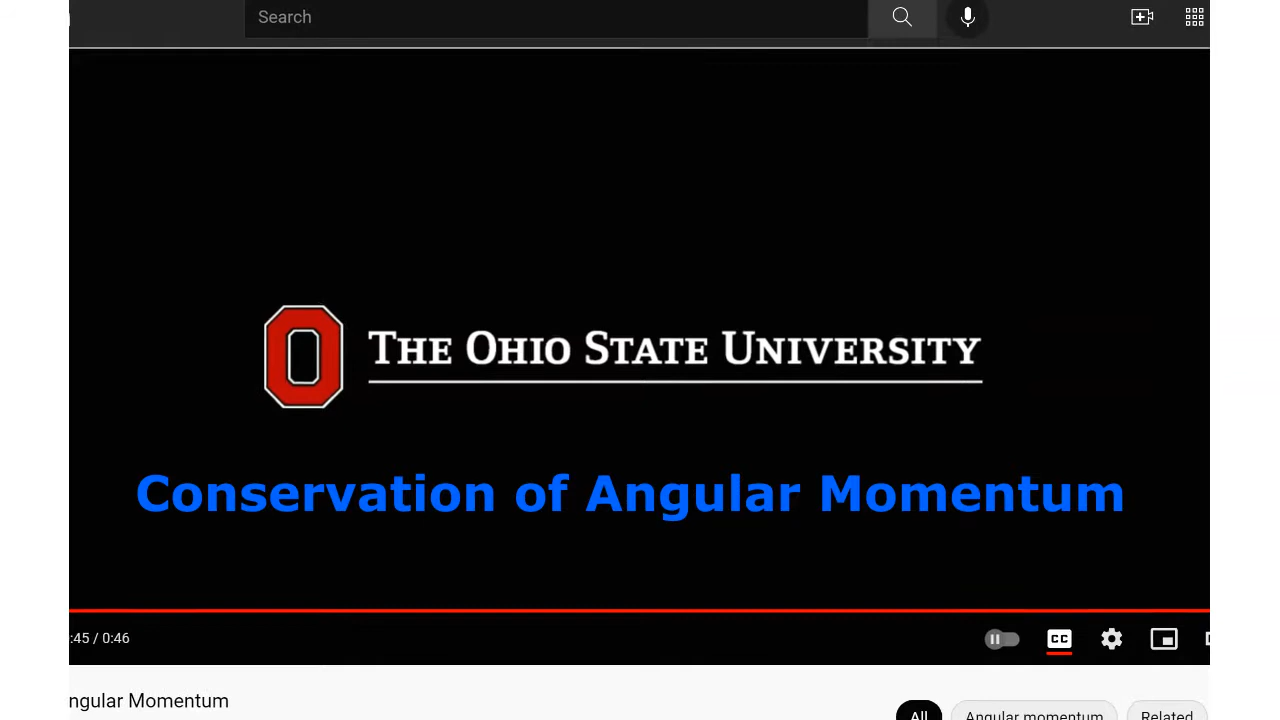 Search
O THE OHIO STATE UNIVERSITY
Conservation of Angular Momentum
:45 / 0:46
CC
ngular Momentum
All
Angular momentum
Related